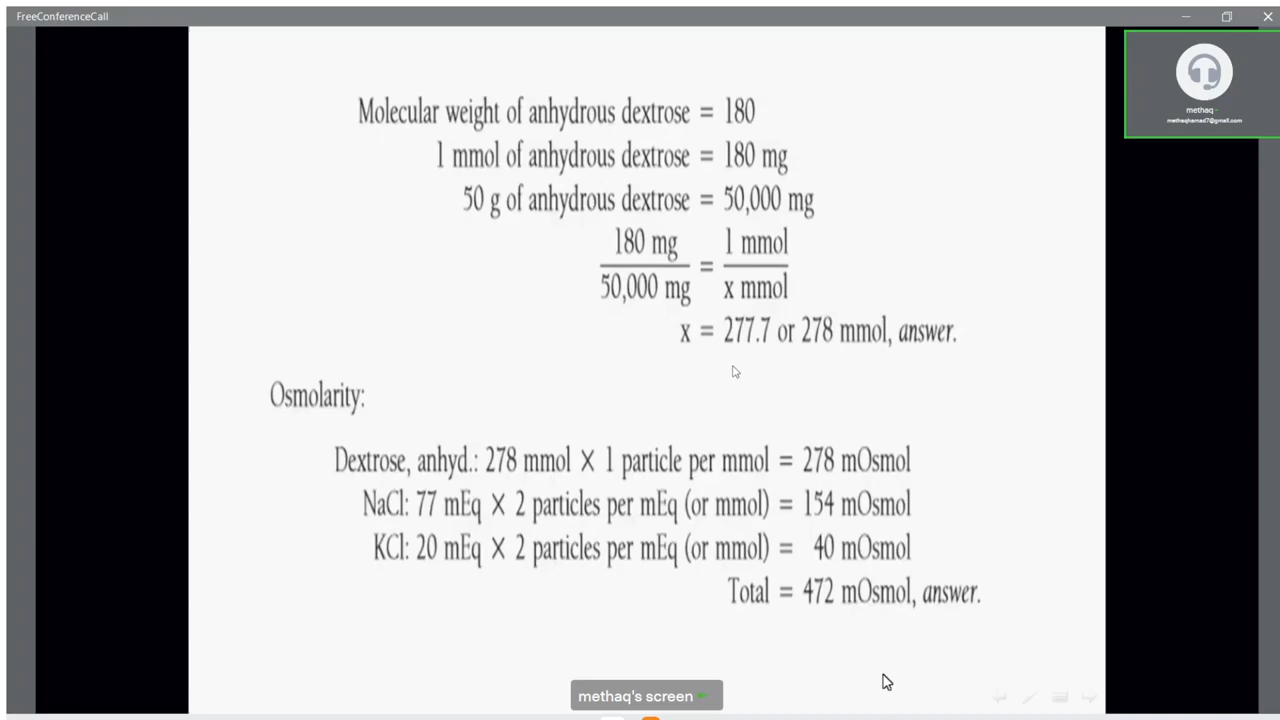 FreeConferenceCall
methaq
methaqhamad7@gmail.com
Molecular weight of anhydrous dextrose = 180
1 mmol of anhydrous dextrose = 180 mg
50 g of anhydrous dextrose = 50,000 mg
180 mg / 50,000 mg = 1 mmol / x mmol
x = 277.7 or 278 mmol, answer.
Osmolarity:
Dextrose, anhyd.: 278 mmol × 1 particle per mmol = 278 mOsmol
NaCl: 77 mEq × 2 particles per mEq (or mmol) = 154 mOsmol
KCl: 20 mEq × 2 particles per mEq (or mmol) = 40 mOsmol
Total = 472 mOsmol, answer.
methaq's screen